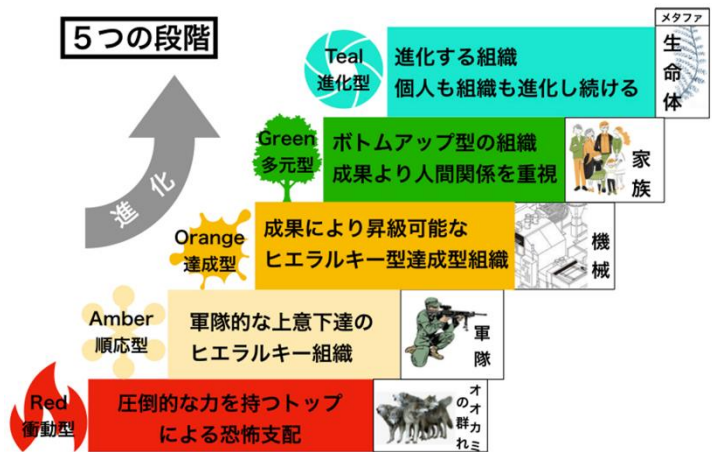 メタファ
5つの段階
Teal
進化型
進化する組織
個人も組織も進化し続ける
生命体
Green
多元型
ボトムアップ型の組織
成果より人間関係を重視
家族
進化
Orange
達成型
成果により昇級可能な
ヒエラルキー型達成型組織
機械
Amber
順応型
軍隊的な上意下達の
ヒエラルキー組織
軍隊
Red
衝動型
圧倒的な力を持つトップ
による恐怖支配
オオカミ
の群れ